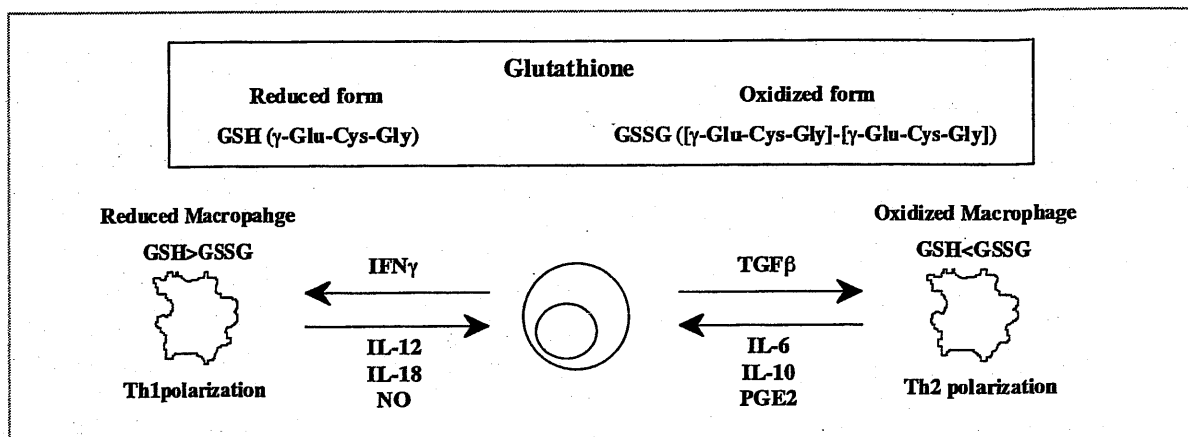 Glutathione
Reduced form
Oxidized form
GSH (γ-Glu-Cys-Gly)
GSSG ([γ-Glu-Cys-Gly]-[γ-Glu-Cys-Gly])
Reduced Macropahge
Oxidized Macrophage
GSH>GSSG
GSH<GSSG
IFNγ
TGFβ
IL-12
IL-18
NO
IL-6
IL-10
PGE2
Th1polarization
Th2 polarization